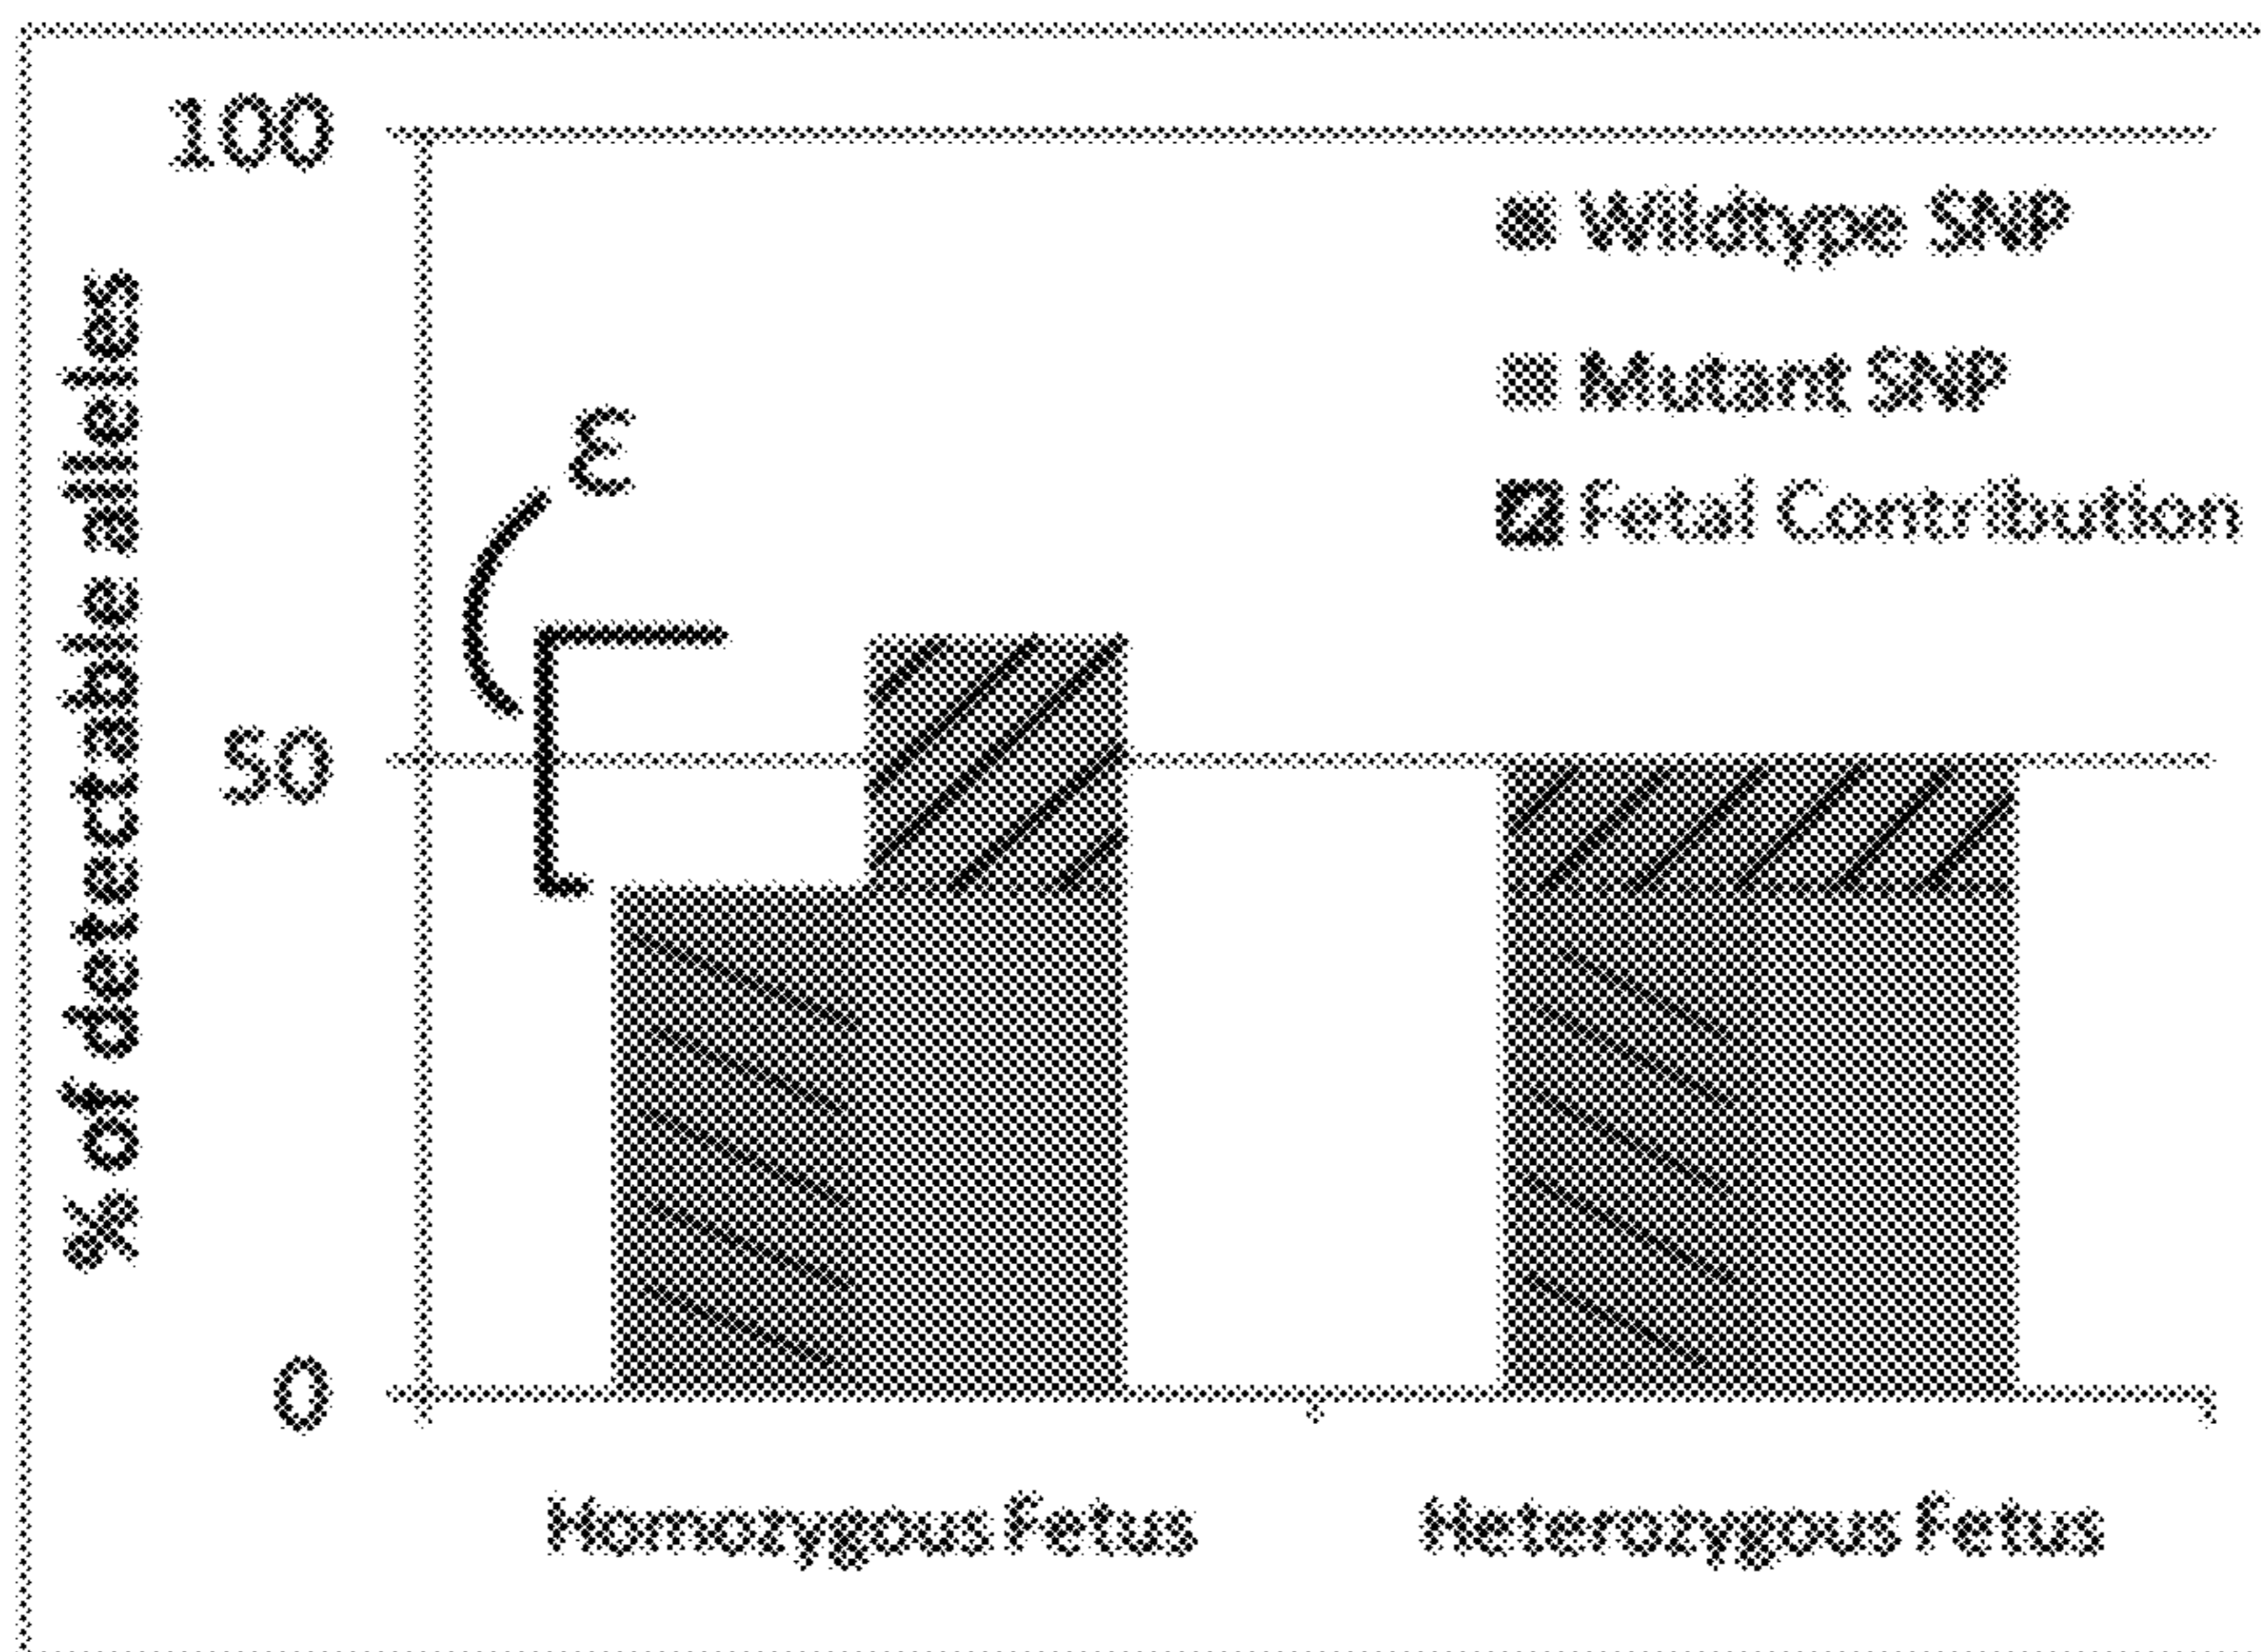 100
Wildtype SNP
Mutant SNP
ε
Fetal Contribution
% of detectable alleles
50
0
Homozygous Fetus
Heterozygous Fetus